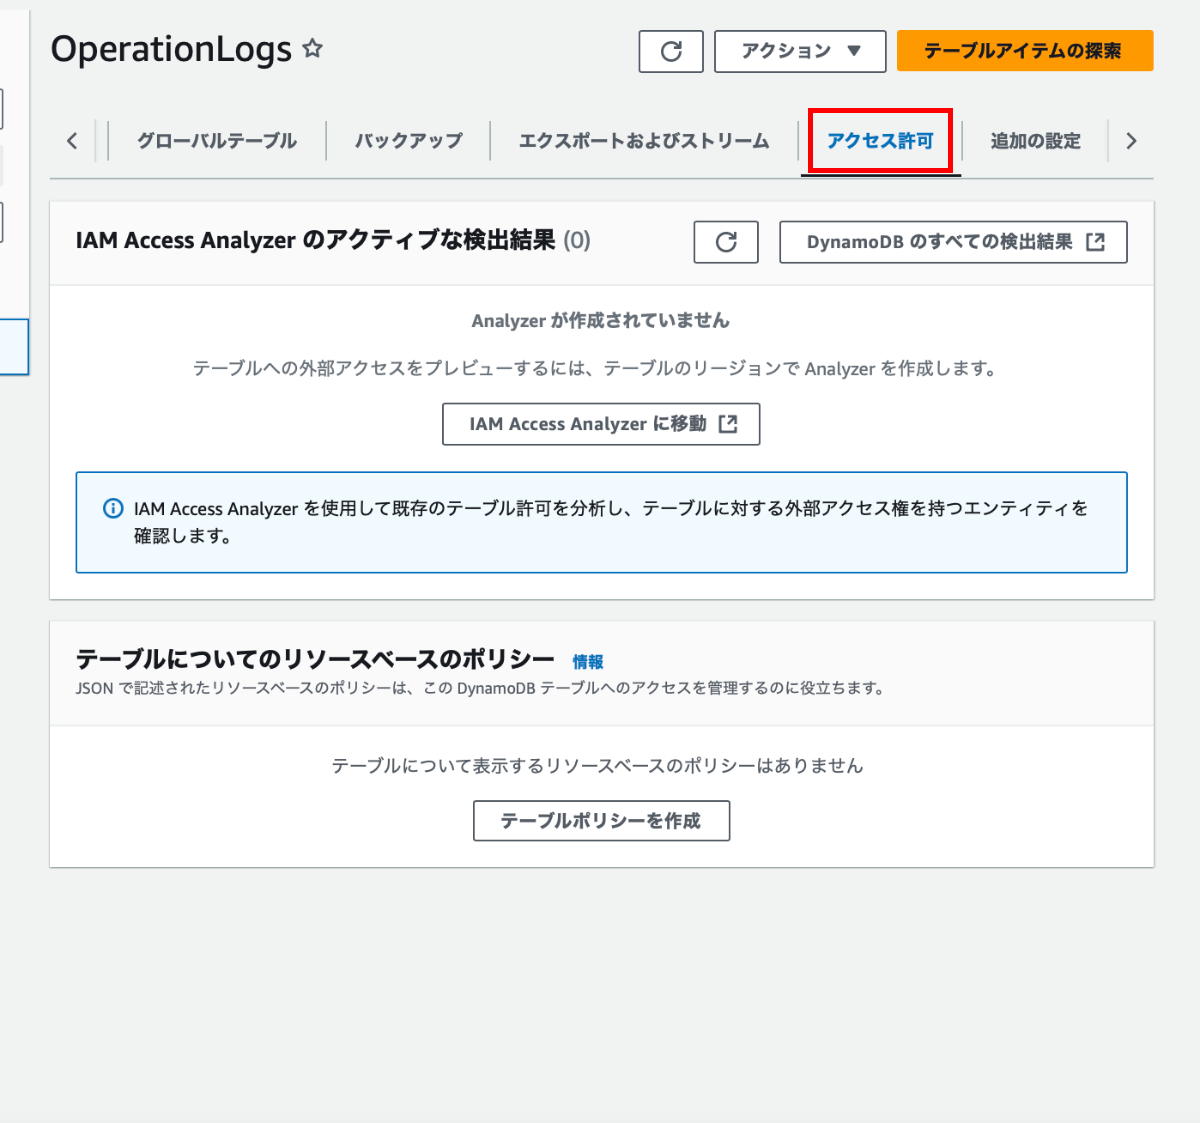 OperationLogs
アクション
テーブルアイテムの探索
グローバルテーブル
バックアップ
エクスポートおよびストリーム
アクセス許可
追加の設定
IAM Access Analyzer のアクティブな検出結果 (0)
DynamoDB のすべての検出結果
Analyzer が作成されていません
テーブルへの外部アクセスをプレビューするには、テーブルのリージョンで Analyzer を作成します。
IAM Access Analyzer に移動
IAM Access Analyzer を使用して既存のテーブル許可を分析し、テーブルに対する外部アクセス権を持つエンティティを
確認します。
テーブルについてのリソースベースのポリシー 情報
JSON で記述されたリソースベースのポリシーは、この DynamoDB テーブルへのアクセスを管理するのに役立ちます。
テーブルについて表示するリソースベースのポリシーはありません
テーブルポリシーを作成